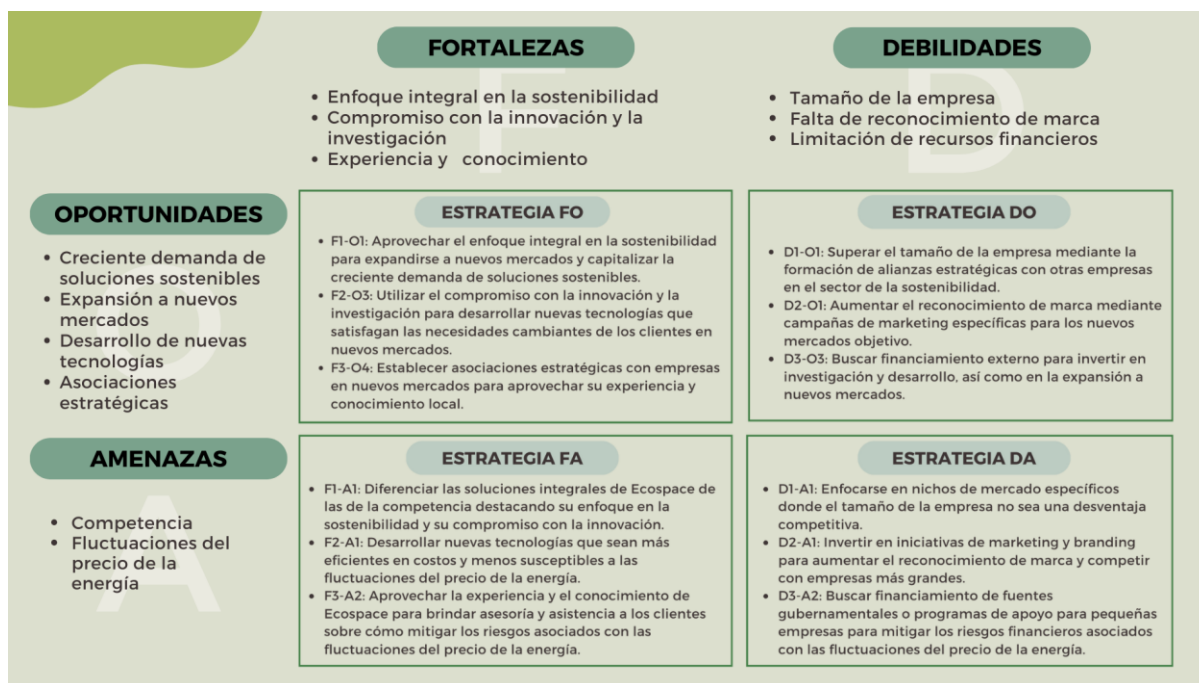 FORTALEZAS
• Enfoque integral en la sostenibilidad
• Compromiso con la innovación y la
investigación
• Experiencia y conocimiento
DEBILIDADES
• Tamaño de la empresa
• Falta de reconocimiento de marca
• Limitación de recursos financieros
F
D
OPORTUNIDADES
• Creciente demanda de
soluciones sostenibles
• Expansión a nuevos
mercados
• Desarrollo de nuevas
tecnologías
• Asociaciones
estratégicas
O
ESTRATEGIA FO
• F1-O1: Aprovechar el enfoque integral en la sostenibilidad
para expandirse a nuevos mercados y capitalizar la
creciente demanda de soluciones sostenibles.
• F2-O3: Utilizar el compromiso con la innovación y la
investigación para desarrollar nuevas tecnologías que
satisfagan las necesidades cambiantes de los clientes en
nuevos mercados.
• F3-O4: Establecer asociaciones estratégicas con empresas
en nuevos mercados para aprovechar su experiencia y
conocimiento local.
ESTRATEGIA DO
• D1-O1: Superar el tamaño de la empresa mediante la
formación de alianzas estratégicas con otras empresas
en el sector de la sostenibilidad.
• D2-O1: Aumentar el reconocimiento de marca mediante
campañas de marketing específicas para los nuevos
mercados objetivo.
• D3-O3: Buscar financiamiento externo para invertir en
investigación y desarrollo, así como en la expansión a
nuevos mercados.
AMENAZAS
• Competencia
• Fluctuaciones del
precio de la
energía
A
ESTRATEGIA FA
• F1-A1: Diferenciar las soluciones integrales de Ecospace de
las de la competencia destacando su enfoque en la
sostenibilidad y su compromiso con la innovación.
• F2-A1: Desarrollar nuevas tecnologías que sean más
eficientes en costos y menos susceptibles a las
fluctuaciones del precio de la energía.
• F3-A2: Aprovechar la experiencia y el conocimiento de
Ecospace para brindar asesoría y asistencia a los clientes
sobre cómo mitigar los riesgos asociados con las
fluctuaciones del precio de la energía.
ESTRATEGIA DA
• D1-A1: Enfocarse en nichos de mercado específicos
donde el tamaño de la empresa no sea una desventaja
competitiva.
• D2-A1: Invertir en iniciativas de marketing y branding
para aumentar el reconocimiento de marca y competir
con empresas más grandes.
• D3-A2: Buscar financiamiento de fuentes
gubernamentales o programas de apoyo para pequeñas
empresas para mitigar los riesgos financieros asociados
con las fluctuaciones del precio de la energía.